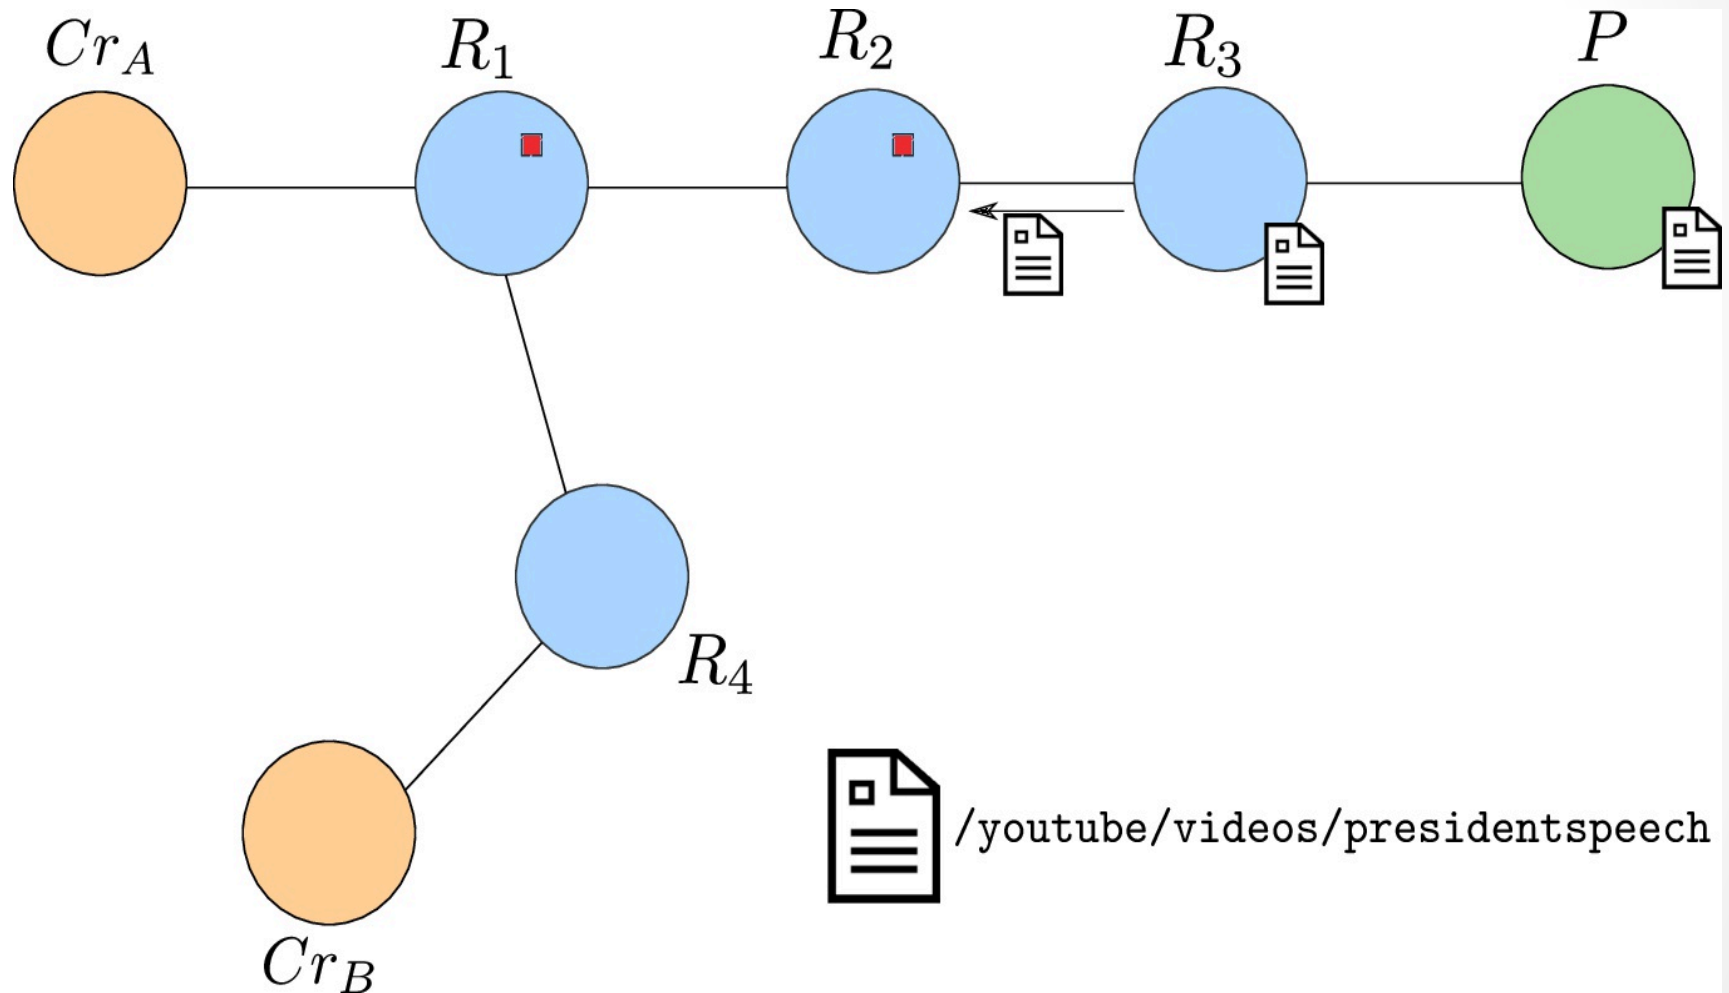 Cr_A
R_1
R_2
R_3
P
R_4
/youtube/videos/presidentspeech
Cr_B